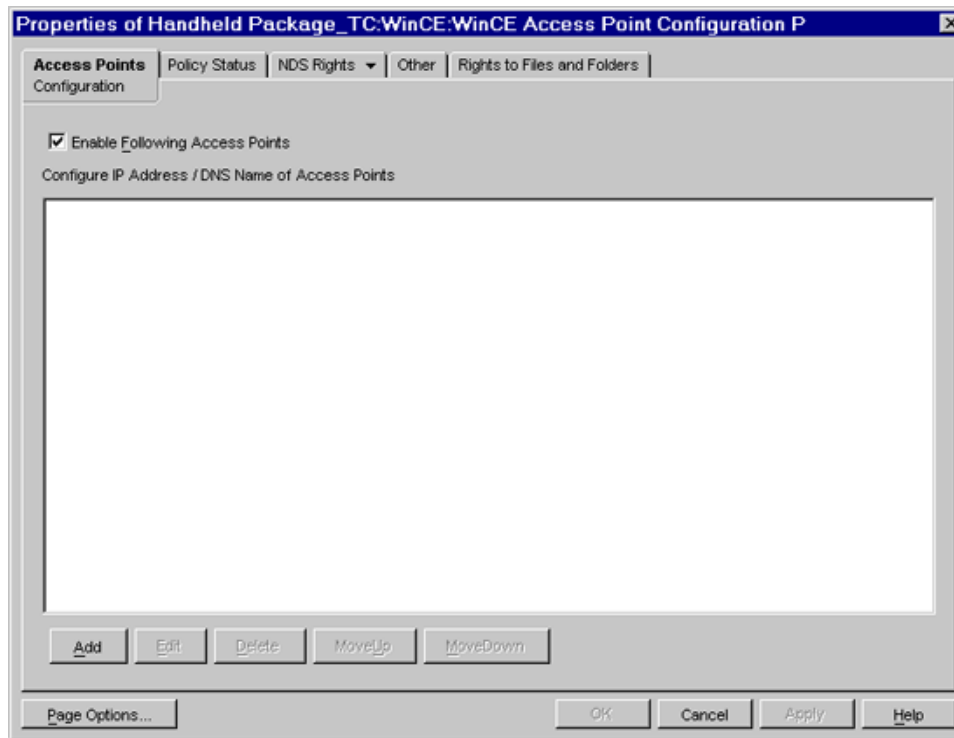 Properties of Handheld Package_TC:WinCE:WinCE Access Point Configuration P
Access Points Policy Status NDS Rights Other Rights to Files and Folders
Configuration
Enable Following Access Points
Configure IP Address / DNS Name of Access Points
Add Edit Delete MoveUp MoveDown
Page Options... OK Cancel Apply Help